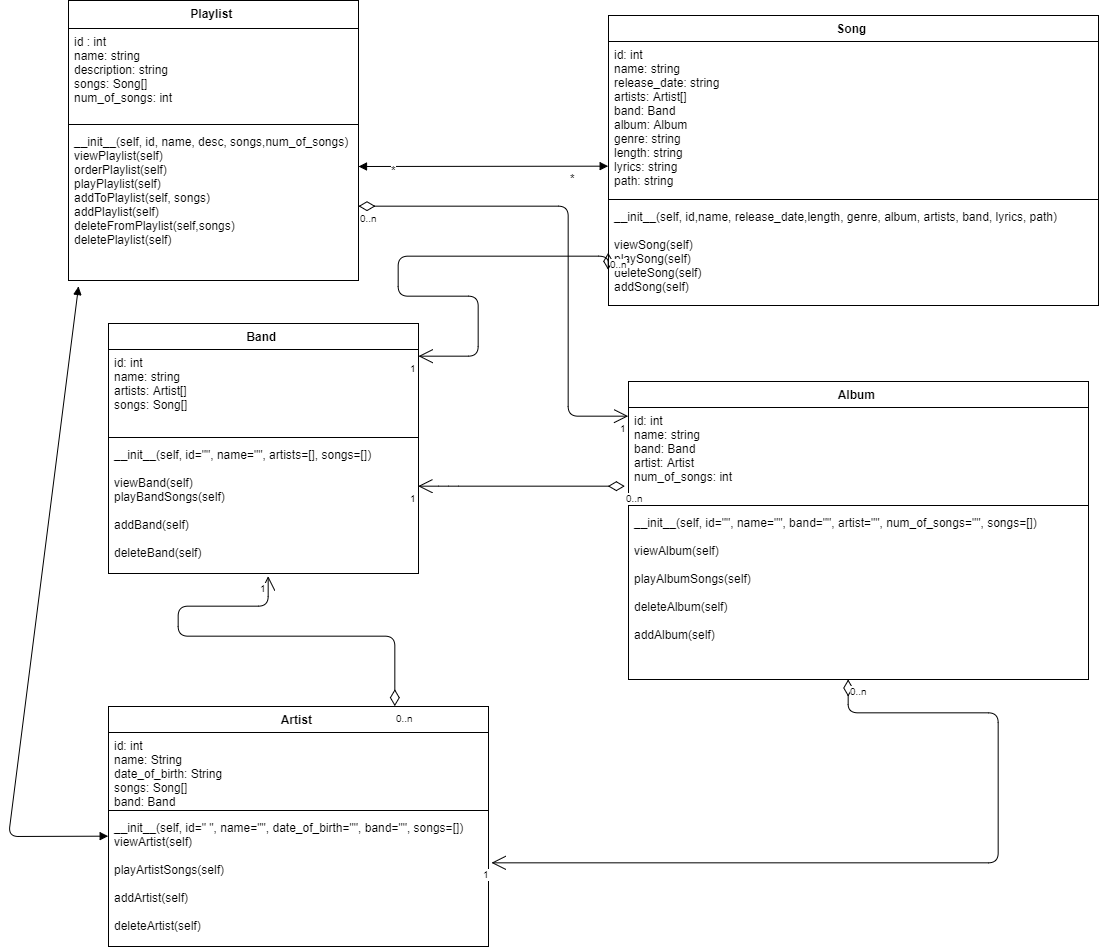 Playlist
id : int
name: string
description: string
songs: Song[]
num_of_songs: int
__init__(self, id, name, desc, songs,num_of_songs)
viewPlaylist(self)
orderPlaylist(self)
playPlaylist(self)
addToPlaylist(self, songs)
addPlaylist(self)
deleteFromPlaylist(self,songs)
deletePlaylist(self)
*
*
0..n
Song
id: int
name: string
release_date: string
artists: Artist[]
band: Band
album: Album
genre: string
length: string
lyrics: string
path: string
__init__(self, id,name, release_date,length, genre, album, artists, band, lyrics, path)
viewSong(self)
playSong(self)
0..n
deleteSong(self)
addSong(self)
Band
id: int
name: string
artists: Artist[]
songs: Song[]
1
__init__(self, id="", name="", artists=[], songs=[])
viewBand(self)
playBandSongs(self)
1
addBand(self)
deleteBand(self)
1
Album
id: int
1
name: string
band: Band
artist: Artist
num_of_songs: int
0..n
__init__(self, id="", name="", band="", artist="", num_of_songs="", songs=[])
viewAlbum(self)
playAlbumSongs(self)
deleteAlbum(self)
addAlbum(self)
0..n
Artist
0..n
id: int
name: String
date_of_birth: String
songs: Song[]
band: Band
__init__(self, id=" ", name="", date_of_birth="", band="", songs=[])
viewArtist(self)
playArtistSongs(self)
1
addArtist(self)
deleteArtist(self)